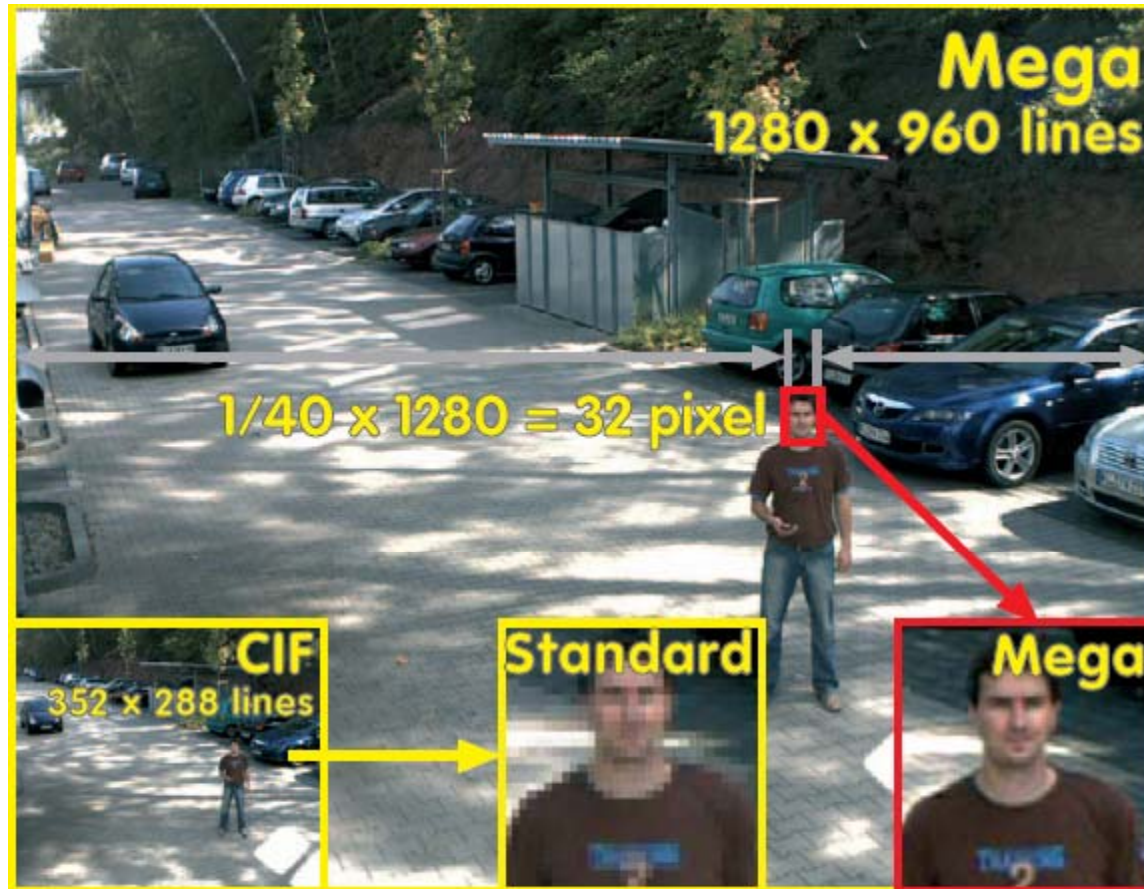 Mega
1280 x 960 lines
1/40 x 1280 = 32 pixel
CIF
352 x 288 lines
Standard
Mega